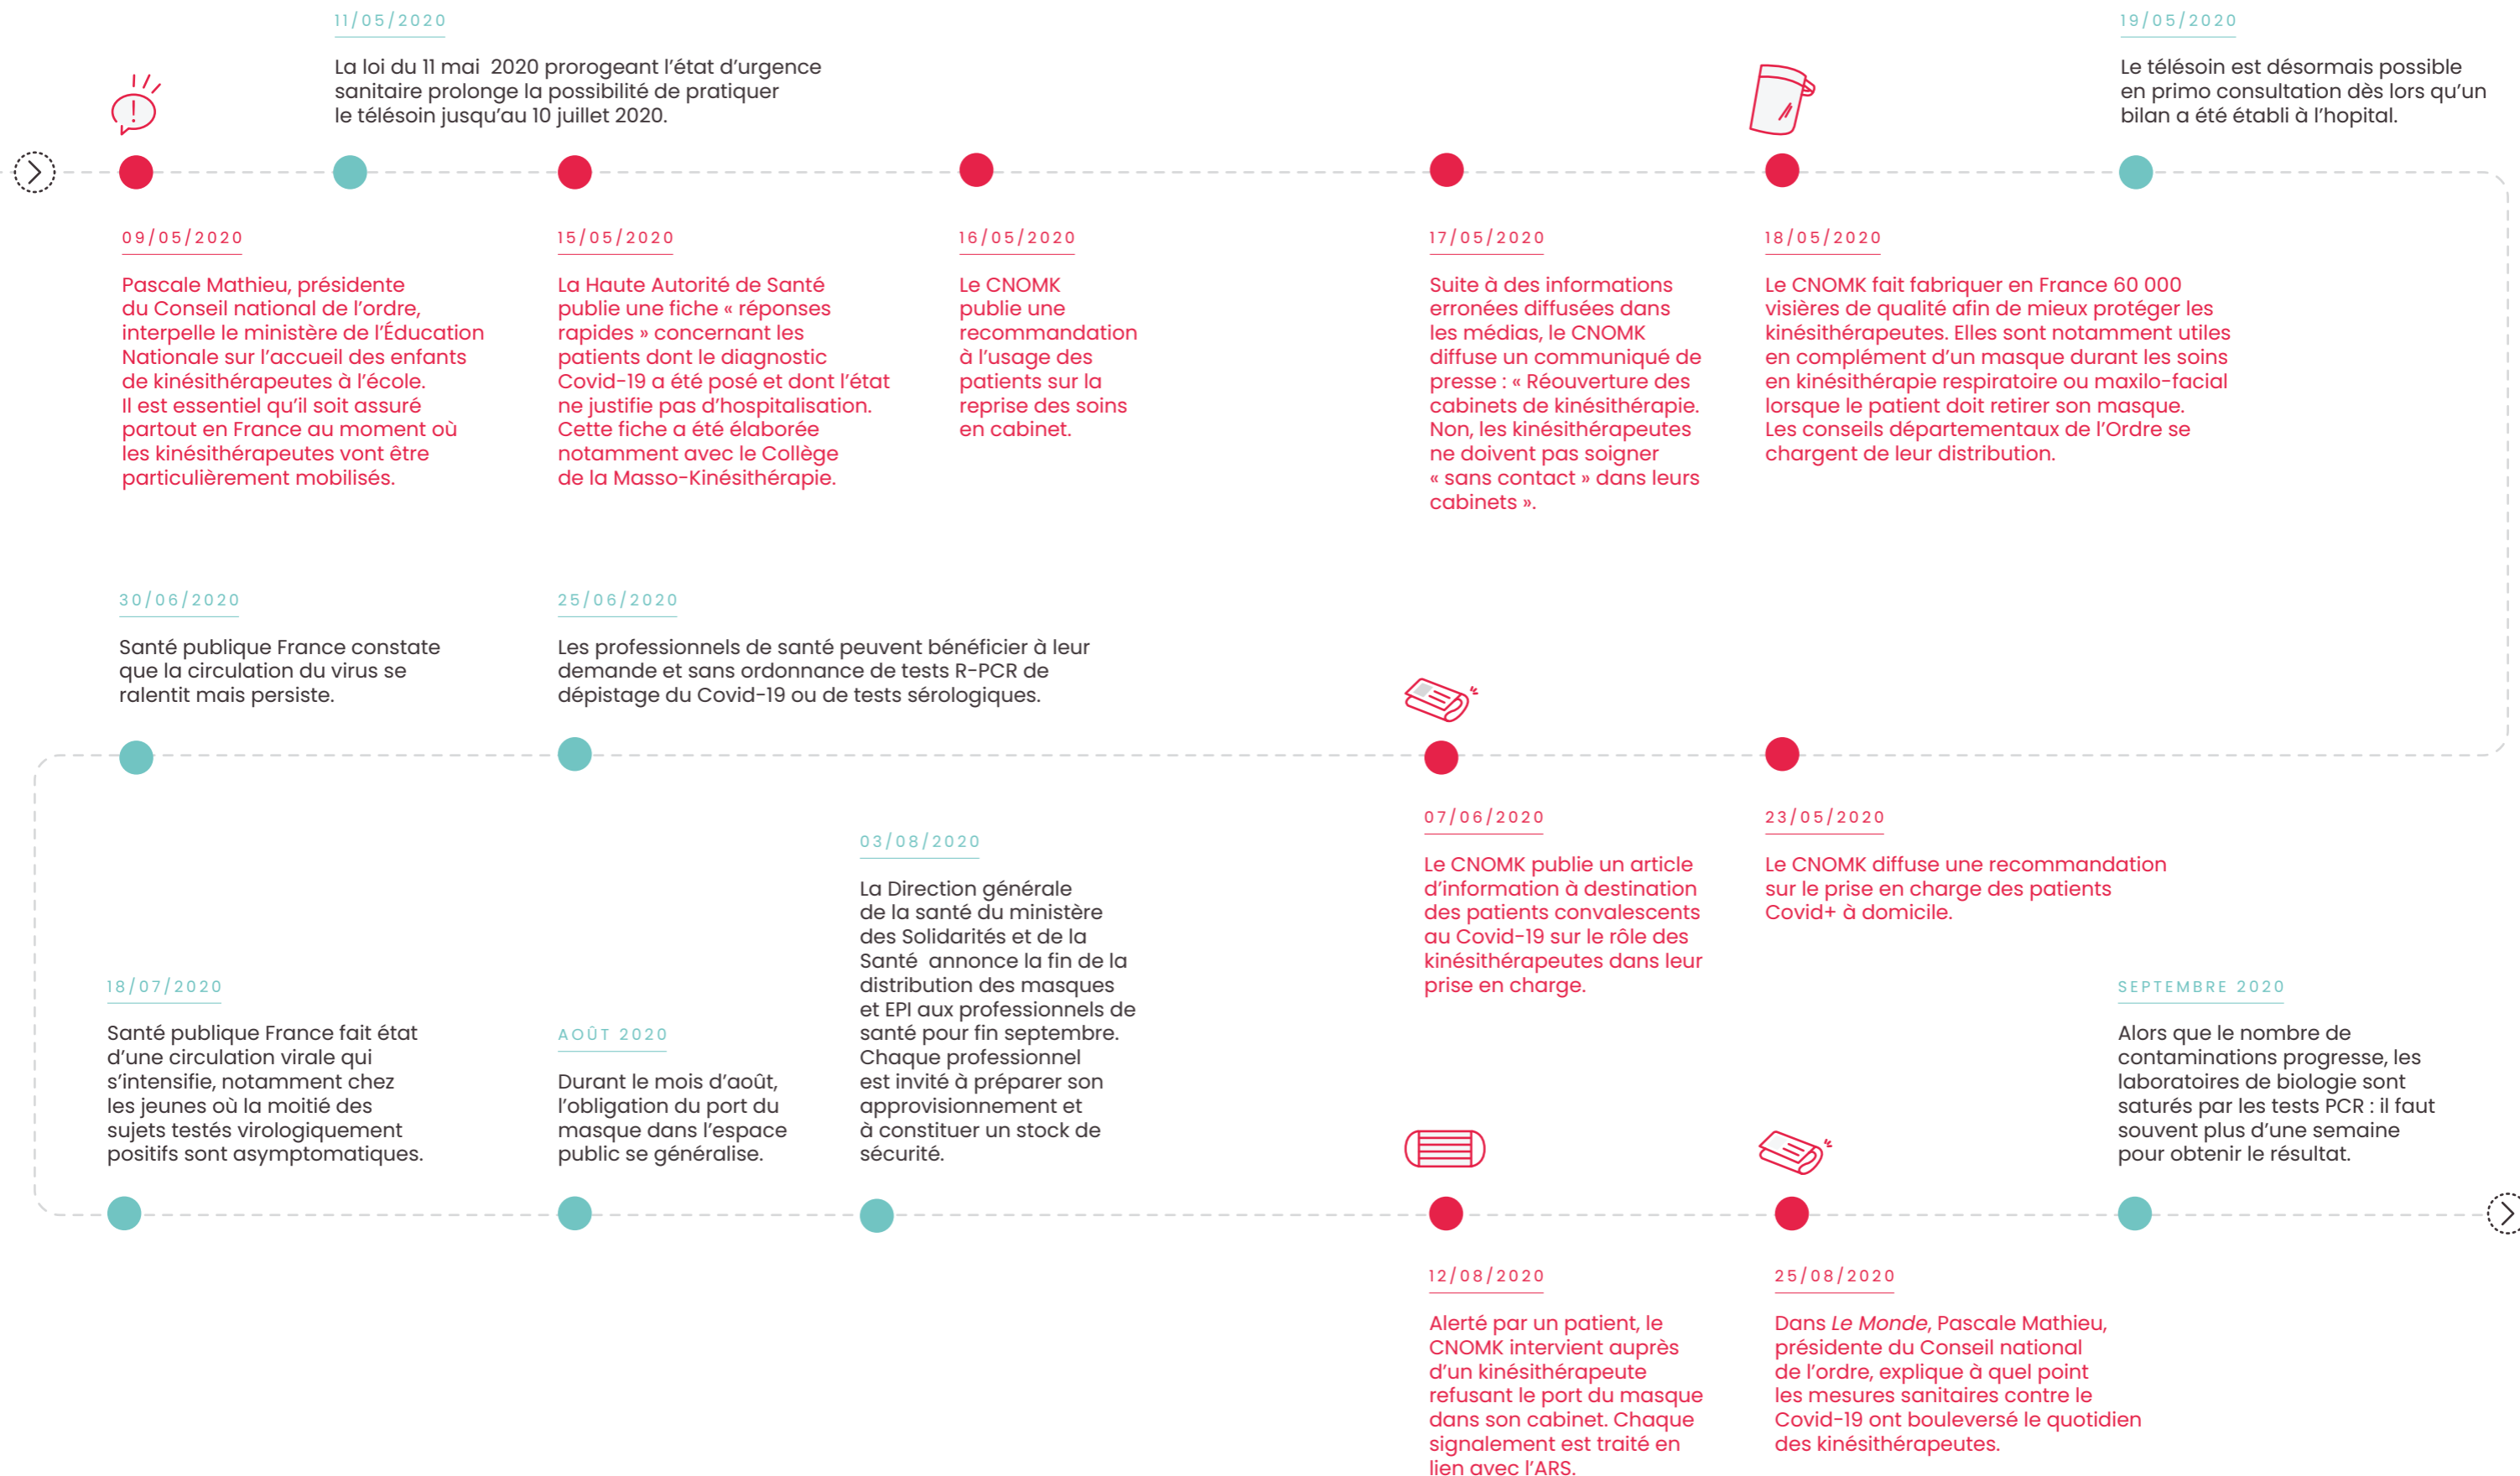 11/05/2020
La loi du 11 mai  2020 prorogeant l’état d’urgence
sanitaire prolonge la possibilité de pratiquer
le télésoin jusqu’au 10 juillet 2020.
19/05/2020
Le télésoin est désormais possible
en primo consultation dès lors qu’un
bilan a été établi à l’hopital.
09/05/2020
Pascale Mathieu, présidente
du Conseil national de l’ordre,
interpelle le ministère de l’Éducation
Nationale sur l’accueil des enfants
de kinésithérapeutes à l’école.
Il est essentiel qu’il soit assuré
partout en France au moment où
les kinésithérapeutes vont être
particulièrement mobilisés.
15/05/2020
La Haute Autorité de Santé
publie une fiche « réponses
rapides » concernant les
patients dont le diagnostic
Covid-19 a été posé et dont l’état
ne justifie pas d’hospitalisation.
Cette fiche a été élaborée
notamment avec le Collège
de la Masso-Kinésithérapie.
16/05/2020
Le CNOMK
publie une
recommandation
à l’usage des
patients sur la
reprise des soins
en cabinet.
17/05/2020
Suite à des informations
erronées diffusées dans
les médias, le CNOMK
diffuse un communiqué de
presse : « Réouverture des
cabinets de kinésithérapie.
Non, les kinésithérapeutes
ne doivent pas soigner
« sans contact » dans leurs
cabinets ».
18/05/2020
Le CNOMK fait fabriquer en France 60 000
visières de qualité afin de mieux protéger les
kinésithérapeutes. Elles sont notamment utiles
en complément d’un masque durant les soins
en kinésithérapie respiratoire ou maxilo-facial
lorsque le patient doit retirer son masque.
Les conseils départementaux de l’Ordre se
chargent de leur distribution.
30/06/2020
Santé publique France constate
que la circulation du virus se
ralentit mais persiste.
25/06/2020
Les professionnels de santé peuvent bénéficier à leur
demande et sans ordonnance de tests R-PCR de
dépistage du Covid-19 ou de tests sérologiques.
07/06/2020
Le CNOMK publie un article
d’information à destination
des patients convalescents
au Covid-19 sur le rôle des
kinésithérapeutes dans leur
prise en charge.
23/05/2020
Le CNOMK diffuse une recommandation
sur le prise en charge des patients
Covid+ à domicile.
18/07/2020
Santé publique France fait état
d’une circulation virale qui
s’intensifie, notamment chez
les jeunes où la moitié des
sujets testés virologiquement
positifs sont asymptomatiques.
AOÛT 2020
Durant le mois d’août,
l’obligation du port du
masque dans l’espace
public se généralise.
03/08/2020
La Direction générale
de la santé du ministère
des Solidarités et de la
Santé  annonce la fin de la
distribution des masques
et EPI aux professionnels de
santé pour fin septembre.
Chaque professionnel
est invité à préparer son
approvisionnement et
à constituer un stock de
sécurité.
SEPTEMBRE 2020
Alors que le nombre de
contaminations progresse, les
laboratoires de biologie sont
saturés par les tests PCR : il faut
souvent plus d’une semaine
pour obtenir le résultat.
12/08/2020
Alerté par un patient, le
CNOMK intervient auprès
d’un kinésithérapeute
refusant le port du masque
dans son cabinet. Chaque
signalement est traité en
lien avec l’ARS.
25/08/2020
Dans Le Monde, Pascale Mathieu,
présidente du Conseil national
de l’ordre, explique à quel point
les mesures sanitaires contre le
Covid-19 ont bouleversé le quotidien
des kinésithérapeutes.